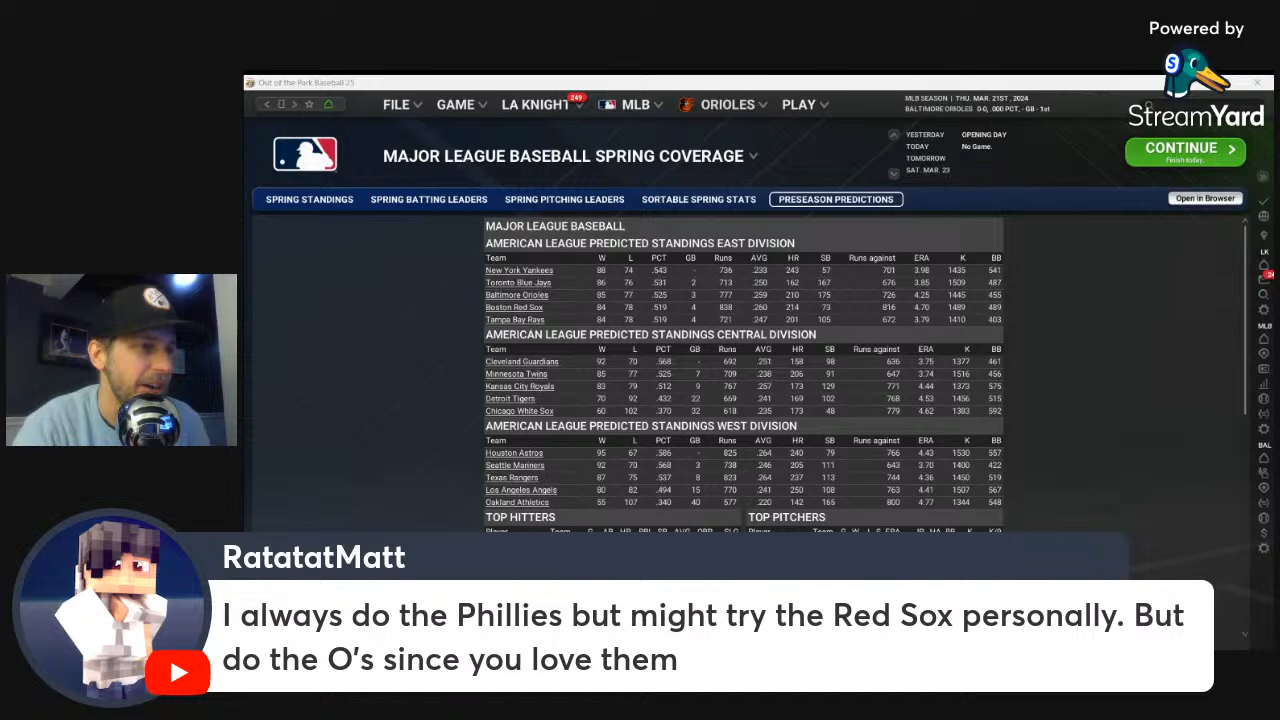 Powered by
StreamYard
Out of the Park Baseball 25
FILE GAME LA KNIGHT 249 MLB ORIOLES PLAY
MLB SEASON | THU. MAR. 21ST , 2024
BALTIMORE ORIOLES 0-0, .000 PCT, - GB - 1st
MAJOR LEAGUE BASEBALL SPRING COVERAGE
YESTERDAY OPENING DAY
TODAY No Game.
TOMORROW
SAT. MAR. 23
CONTINUE
Finish today.
SPRING STANDINGS SPRING BATTING LEADERS SPRING PITCHING LEADERS SORTABLE SPRING STATS PRESEASON PREDICTIONS Open in Browser
MAJOR LEAGUE BASEBALL
AMERICAN LEAGUE PREDICTED STANDINGS EAST DIVISION
Team W L PCT GB Runs AVG HR SB Runs against ERA K BB
New York Yankees 88 74 .543 - 736 .233 243 57 701 3.98 1435 541
Toronto Blue Jays 86 76 .531 2 713 .250 162 167 676 3.85 1509 487
Baltimore Orioles 85 77 .525 3 777 .259 210 175 726 4.25 1445 455
Boston Red Sox 84 78 .519 4 838 .260 214 73 816 4.70 1489 489
Tampa Bay Rays 84 78 .519 4 721 .247 201 105 672 3.79 1410 403
AMERICAN LEAGUE PREDICTED STANDINGS CENTRAL DIVISION
Team W L PCT GB Runs AVG HR SB Runs against ERA K BB
Cleveland Guardians 92 70 .568 - 692 .251 158 98 636 3.75 1377 461
Minnesota Twins 85 77 .525 7 709 .238 206 91 647 3.74 1516 456
Kansas City Royals 83 79 .512 9 767 .257 173 129 771 4.44 1373 575
Detroit Tigers 70 92 .432 22 669 .241 169 102 768 4.53 1456 515
Chicago White Sox 60 102 .370 32 618 .235 173 48 779 4.62 1383 592
AMERICAN LEAGUE PREDICTED STANDINGS WEST DIVISION
Team W L PCT GB Runs AVG HR SB Runs against ERA K BB
Houston Astros 95 67 .586 - 825 .264 240 79 766 4.43 1530 557
Seattle Mariners 92 70 .568 3 738 .246 205 111 643 3.70 1400 422
Texas Rangers 87 75 .537 8 823 .264 237 113 744 4.36 1450 519
Los Angeles Angels 80 82 .494 15 770 .241 250 108 763 4.41 1507 567
Oakland Athletics 55 107 .340 40 577 .220 142 165 800 4.77 1344 548
TOP HITTERS TOP PITCHERS
LK
MLB
BAL
RatatatMatt
I always do the Phillies but might try the Red Sox personally. But
do the O's since you love them